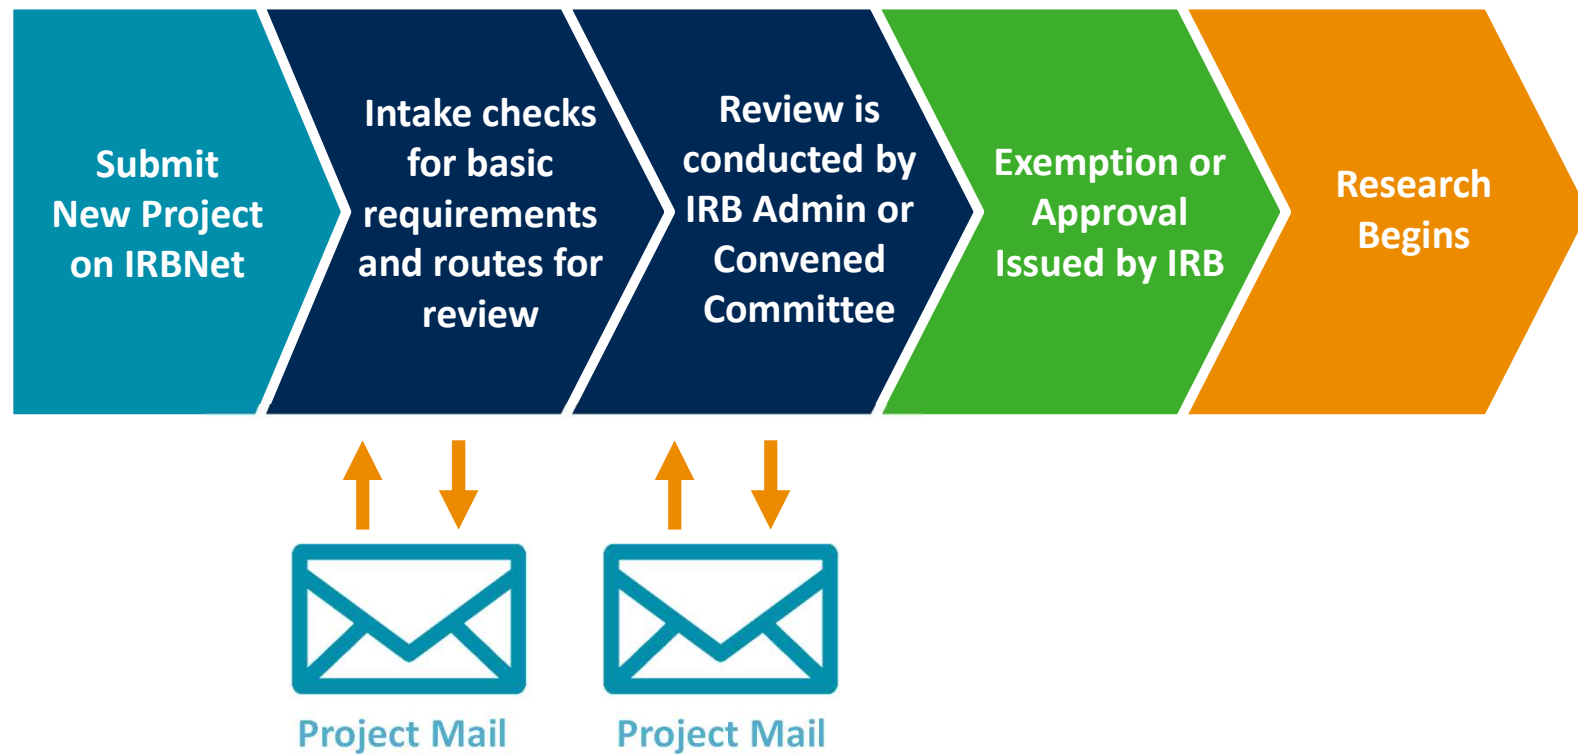 Submit
New Project
on IRBNet
Intake checks
for basic
requirements
and routes for
review
Review is
conducted by
IRB Admin or
Convened
Committee
Exemption or
Approval
Issued by IRB
Research
Begins
Project Mail
Project Mail